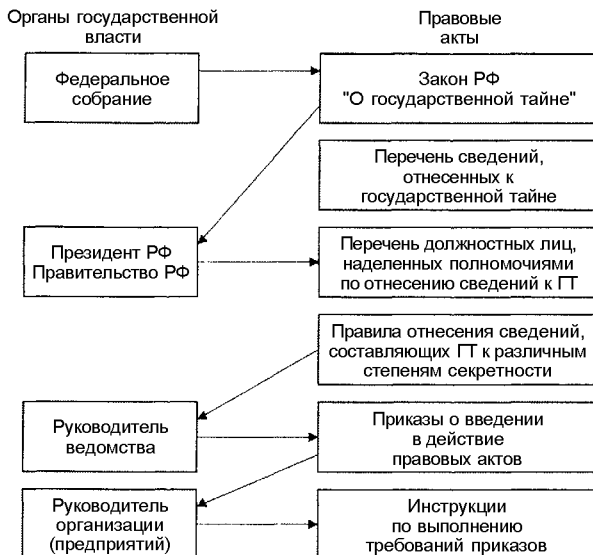 Органы государственной
власти
Правовые
акты
Федеральное
собрание
Закон РФ
"О государственной тайне"
Перечень сведений,
отнесенных к
государственной тайне
Президент РФ
Правительство РФ
Перечень должностных лиц,
наделенных полномочиями
по отнесению сведений к ГТ
Правила отнесения сведений,
составляющих ГТ к различным
степеням секретности
Руководитель
ведомства
Приказы о введении
в действие
правовых актов
Руководитель
организации
(предприятий)
Инструкции
по выполнению
требований приказов